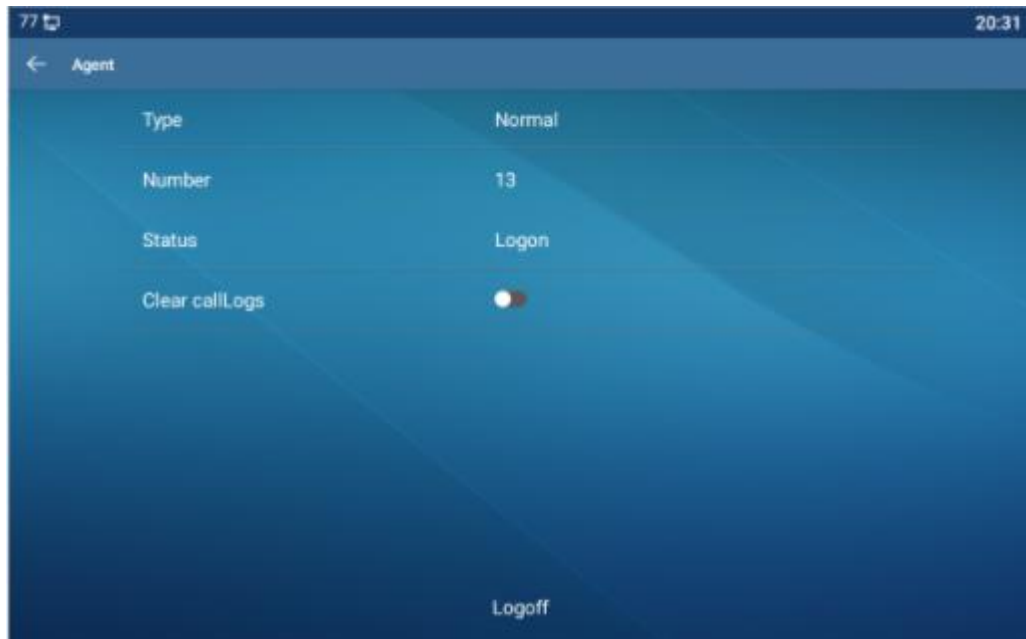 77 20:31
Agent
Type Normal
Number 13
Status Logon
Clear callLogs
Logoff